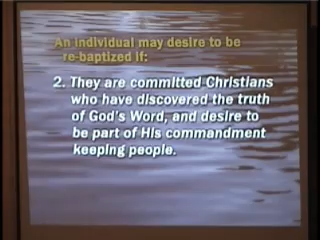 An individual may desire to be
re-baptized if:
2. They are committed Christians
who have discovered the truth
of God's Word, and desire to
be part of His commandment
keeping people.